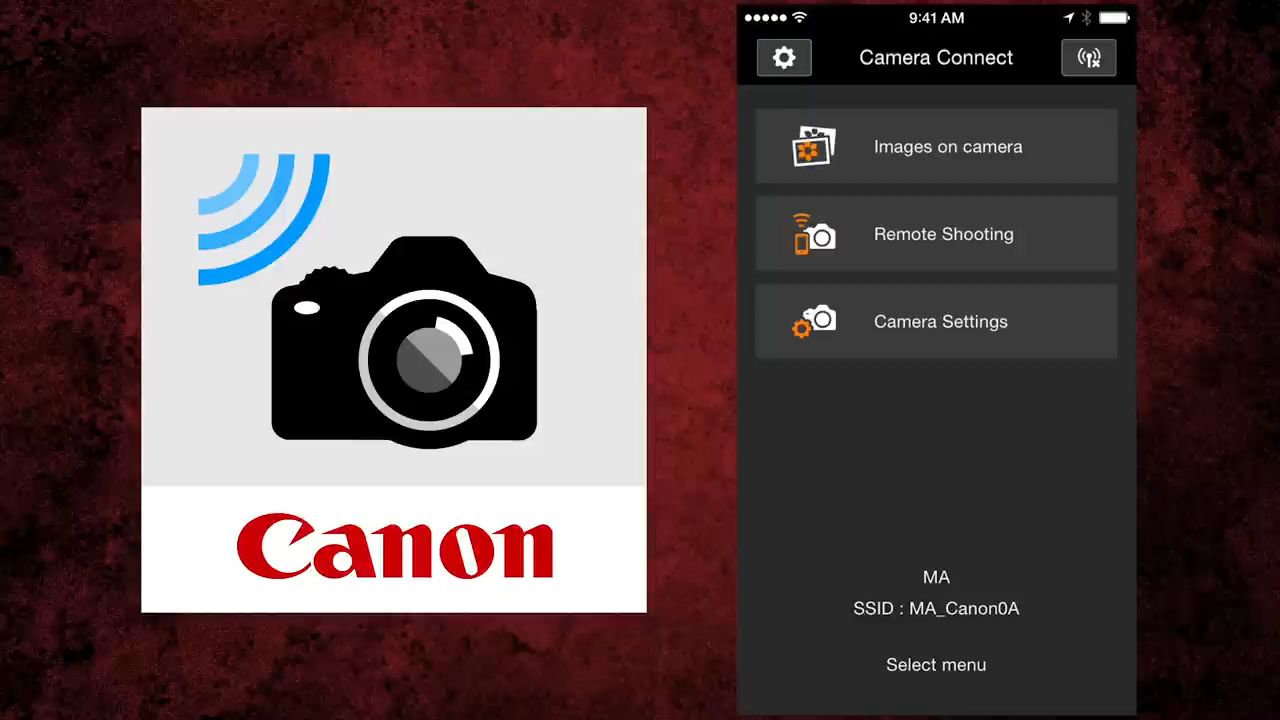 Canon
9:41 AM
Camera Connect
Images on camera
Remote Shooting
Camera Settings
MA
SSID : MA_Canon0A
Select menu